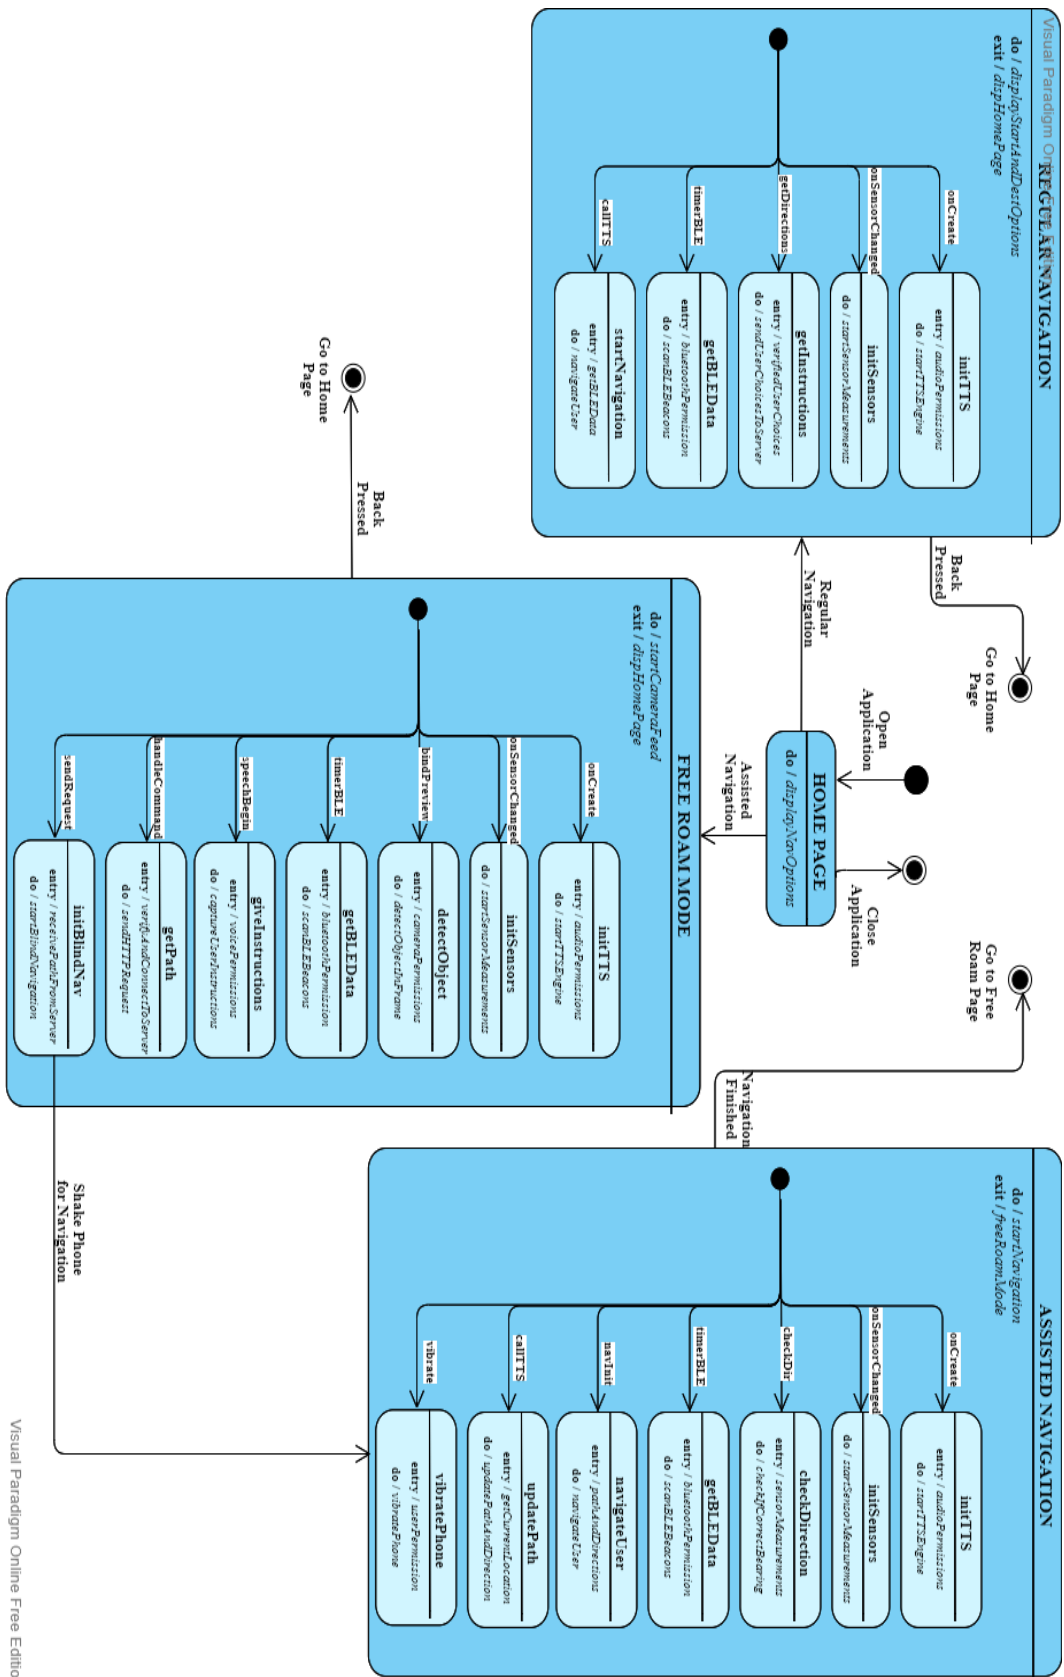 Visual Paradigm Online Free Edition
REGULAR NAVIGATION
do / displayStartAndDestOptions
exit / dispHomePage
onCreate
initTTS
entry / audioPermissions
do / startTTSEngine
onSensorChanged
initSensors
do / startSensorMeasurements
getDirections
getInstructions
entry / verifiedUserChoices
do / sendUserChoicesToServer
timerBLE
getBLEData
entry / bluetoothPermission
do / scanBLEBeacons
callTTS
startNavigation
entry / getBLEData
do / navigateUser
Back
Pressed
Go to Home
Page
Regular
Navigation
Open
Application
HOME PAGE
do / displayNavOptions
Close
Application
Assisted
Navigation
Go to Free
Roam Page
Navigation
Finished
Back
Pressed
Go to Home
Page
FREE ROAM MODE
do / startCameraFeed
exit / dispHomePage
onCreate
initTTS
entry / audioPermissions
do / startTTSEngine
onSensorChanged
initSensors
do / startSensorMeasurements
bindPreview
detectObject
entry / cameraPermissions
do / detectObjectInFrame
timerBLE
getBLEData
entry / bluetoothPermission
do / scanBLEBeacons
speechBegin
giveInstructions
entry / voicePermissions
do / captureUserInstructions
handleCommand
getPath
entry / verifyAndConnectToServer
do / sendHTTPRequest
sendRequest
initBlindNav
entry / receivePathFromServer
do / startBlindNavigation
Shake Phone
for Navigation
ASSISTED NAVIGATION
do / startNavigation
exit / freeRoamMode
onCreate
initTTS
entry / audioPermissions
do / startTTSEngine
onSensorChanged
initSensors
do / startSensorMeasurements
checkDir
checkDirection
entry / sensorMeasurements
do / checkIfCorrectBearing
timerBLE
getBLEData
entry / bluetoothPermission
do / scanBLEBeacons
navInit
navigateUser
entry / pathAndDirections
do / navigateUser
callTTS
updatePath
entry / getCurrentLocation
do / updatePathAndDirection
vibrate
vibratePhone
entry / userPermission
do / vibratePhone
Visual Paradigm Online Free Editio